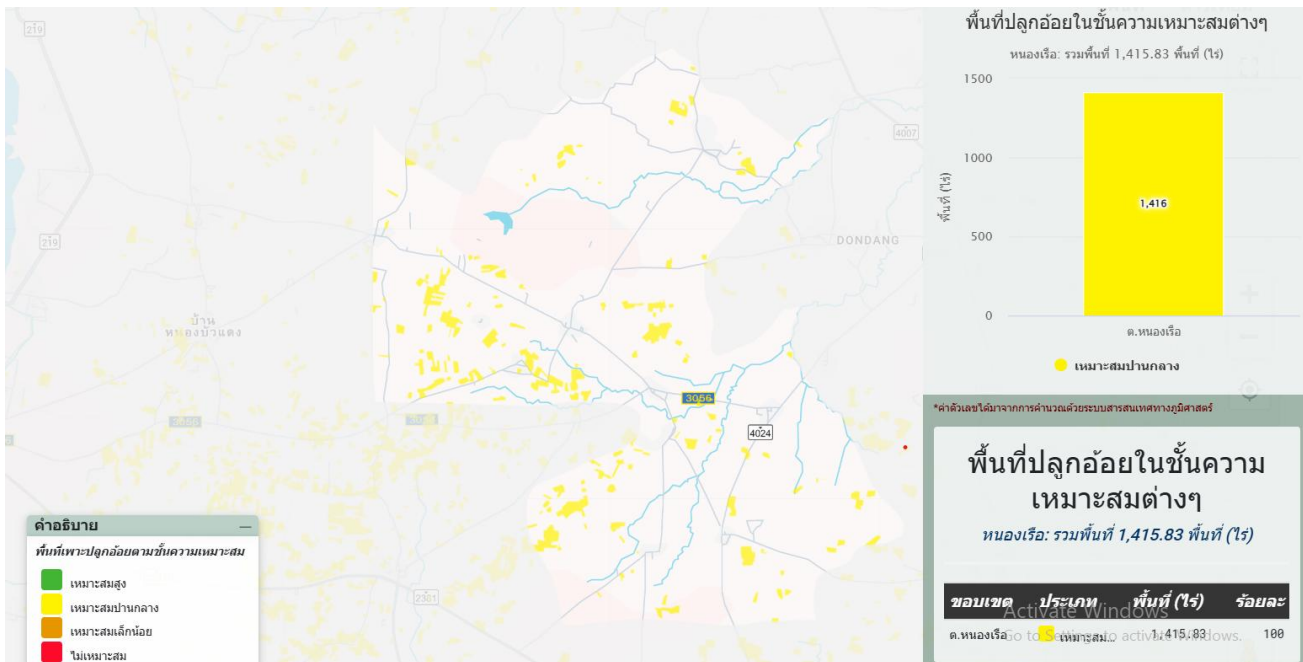 219
4007
219
DONDANG
บ้าน
หนองบัวแดง
3056
3056
4024
2351
คำอธิบาย
พื้นที่เพาะปลูกอ้อยตามชั้นความเหมาะสม
เหมาะสมสูง
เหมาะสมปานกลาง
เหมาะสมเล็กน้อย
ไม่เหมาะสม
พื้นที่ปลูกอ้อยในชั้นความเหมาะสมต่างๆ
หนองเรือ: รวมพื้นที่ 1,415.83 พื้นที่ (ไร่)
1500
1000
500
0
พื้นที่ (ไร่)
1,416
ต.หนองเรือ
เหมาะสมปานกลาง
*ค่าตัวเลขได้มาจากการคำนวณด้วยระบบสารสนเทศทางภูมิศาสตร์
พื้นที่ปลูกอ้อยในชั้นความ
เหมาะสมต่างๆ
หนองเรือ: รวมพื้นที่ 1,415.83 พื้นที่ (ไร่)
ขอบเขต ประเภท พื้นที่ (ไร่) ร้อยละ
ต.หนองเรือ เหมาะสม... 1,415.83 100
Activate Windows
Go to Settings to activate Windows.